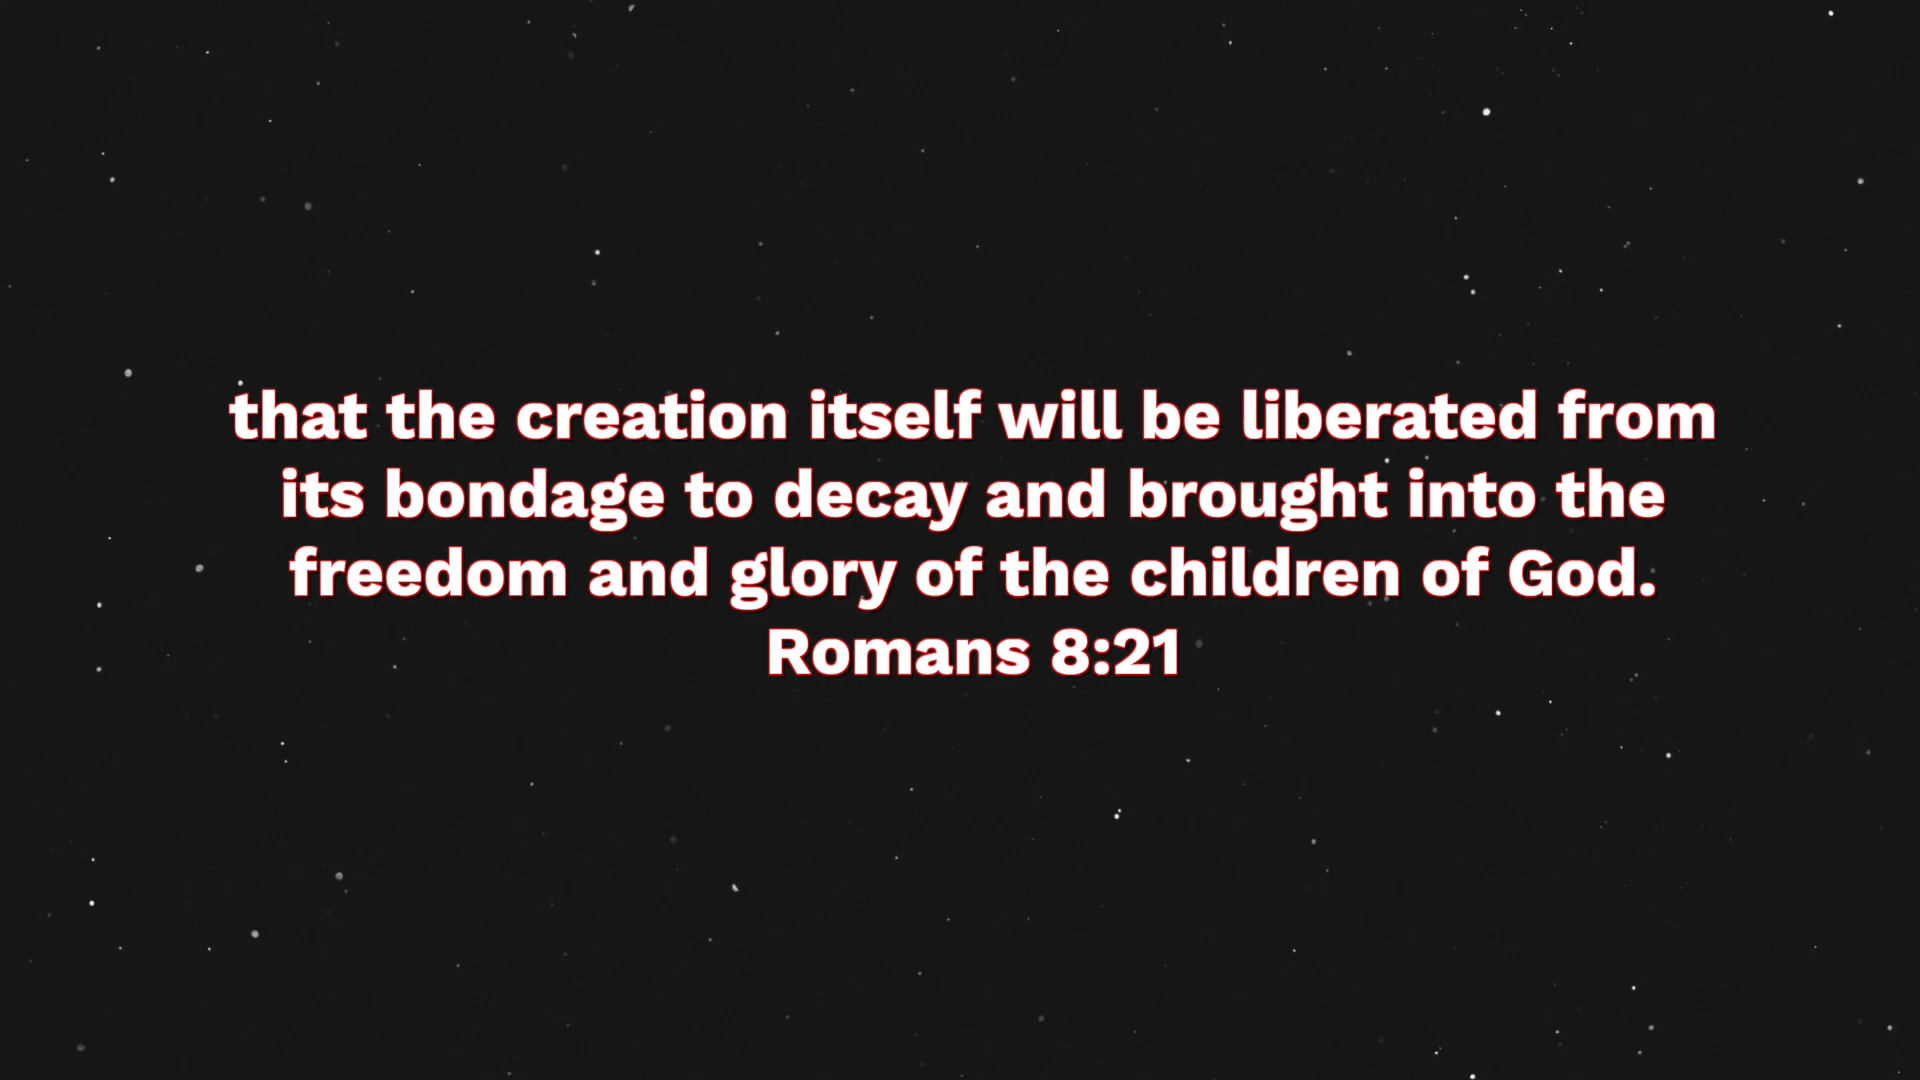 that the creation itself will be liberated from
its bondage to decay and brought into the
freedom and glory of the children of God.
Romans 8:21